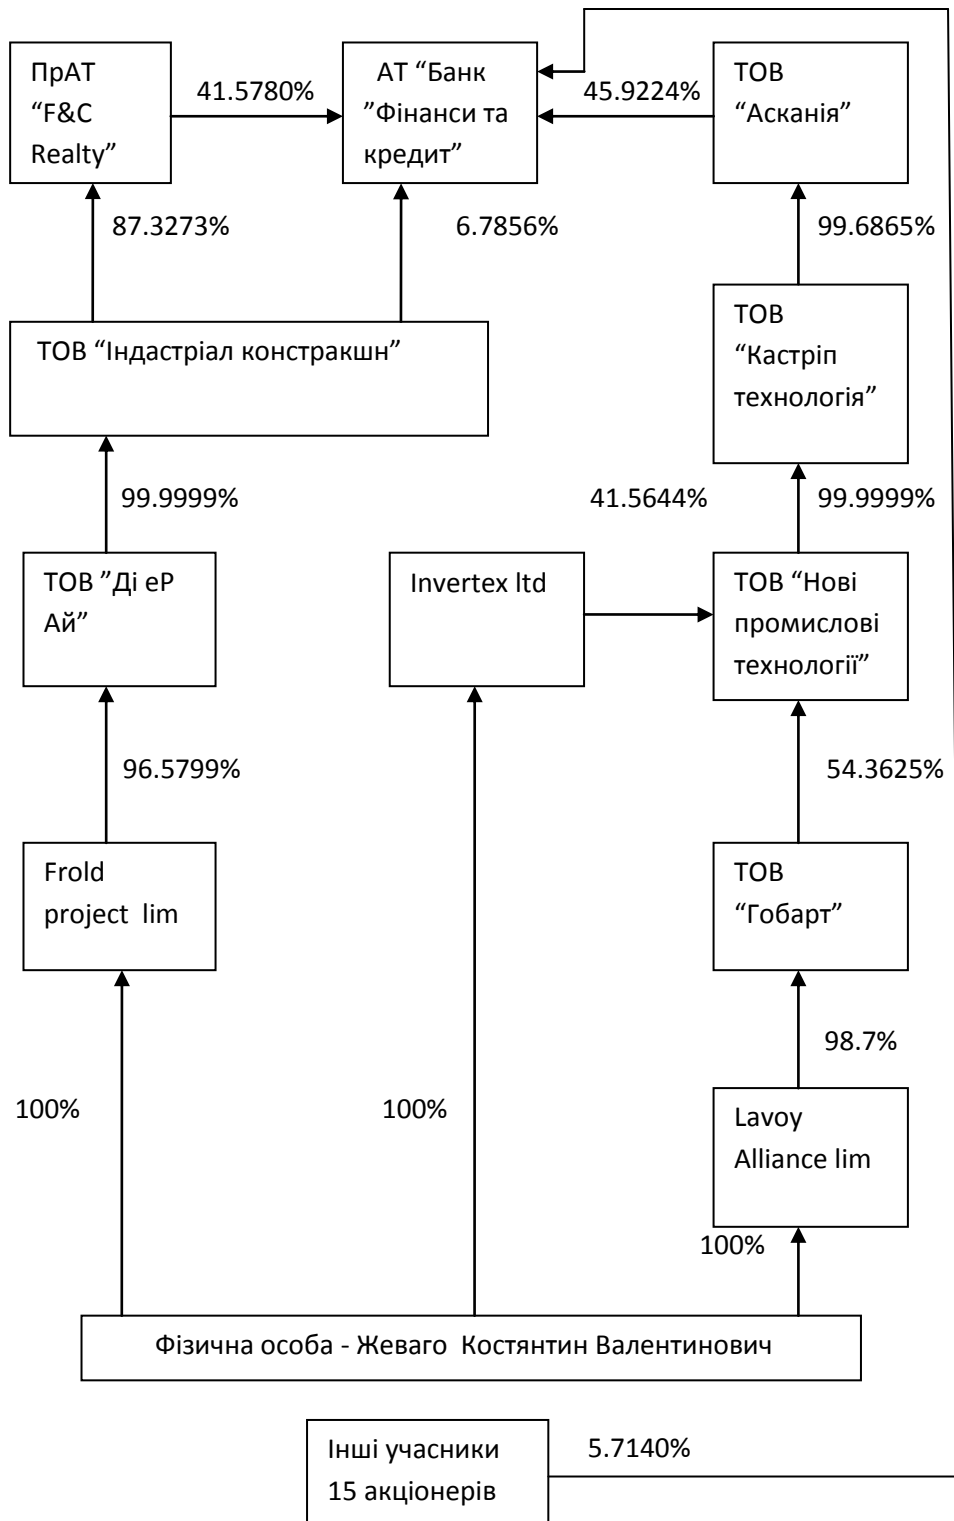 ПрАТ
“F&C
Realty”
41.5780%
АТ “Банк
”Фінанси та
кредит”
45.9224%
ТОВ
“Асканія”
87.3273%
6.7856%
99.6865%
ТОВ “Індастріал констракшн”
ТОВ
“Кастріп
технологія”
99.9999%
41.5644%
99.9999%
ТОВ ”Ді еР
Ай”
Invertex ltd
ТОВ “Нові
промислові
технології”
96.5799%
54.3625%
Frold
project lim
ТОВ
“Гобарт”
98.7%
100%
100%
Lavoy
Alliance lim
100%
Фізична особа - Жеваго Костянтин Валентинович
Інші учасники
15 акціонерів
5.7140%